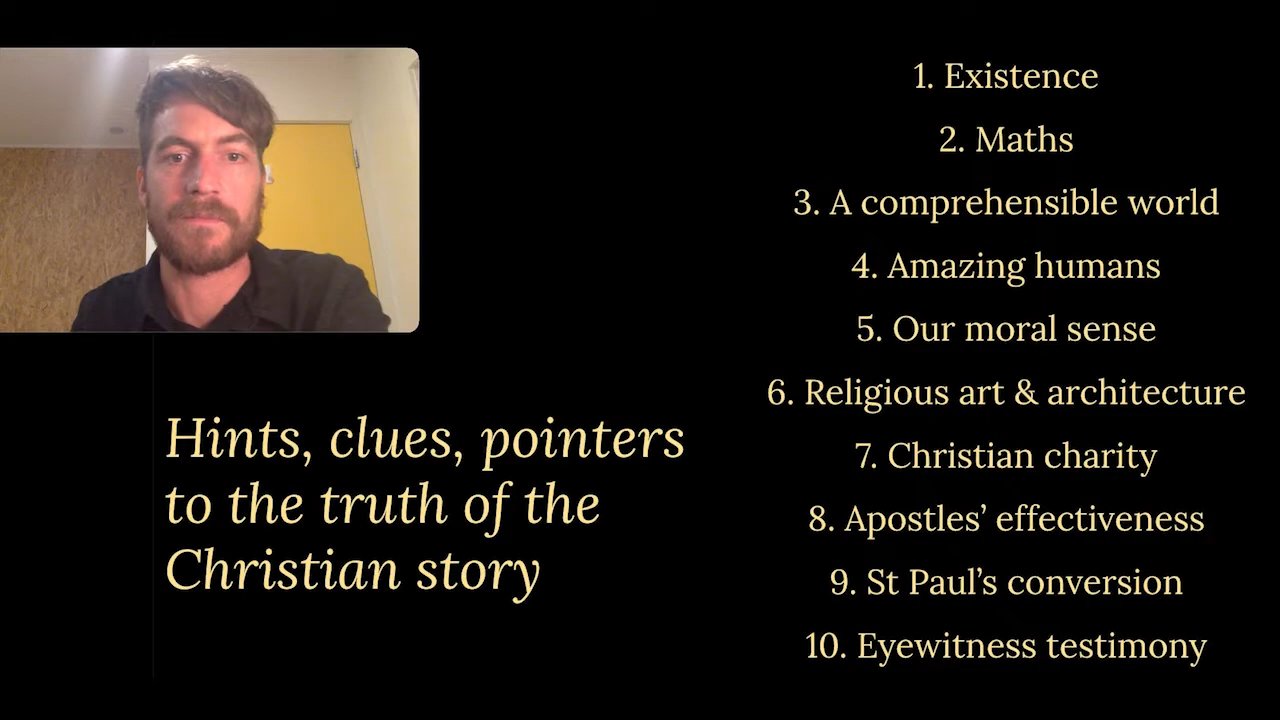 Hints, clues, pointers
to the truth of the
Christian story
1. Existence
2. Maths
3. A comprehensible world
4. Amazing humans
5. Our moral sense
6. Religious art & architecture
7. Christian charity
8. Apostles’ effectiveness
9. St Paul’s conversion
10. Eyewitness testimony